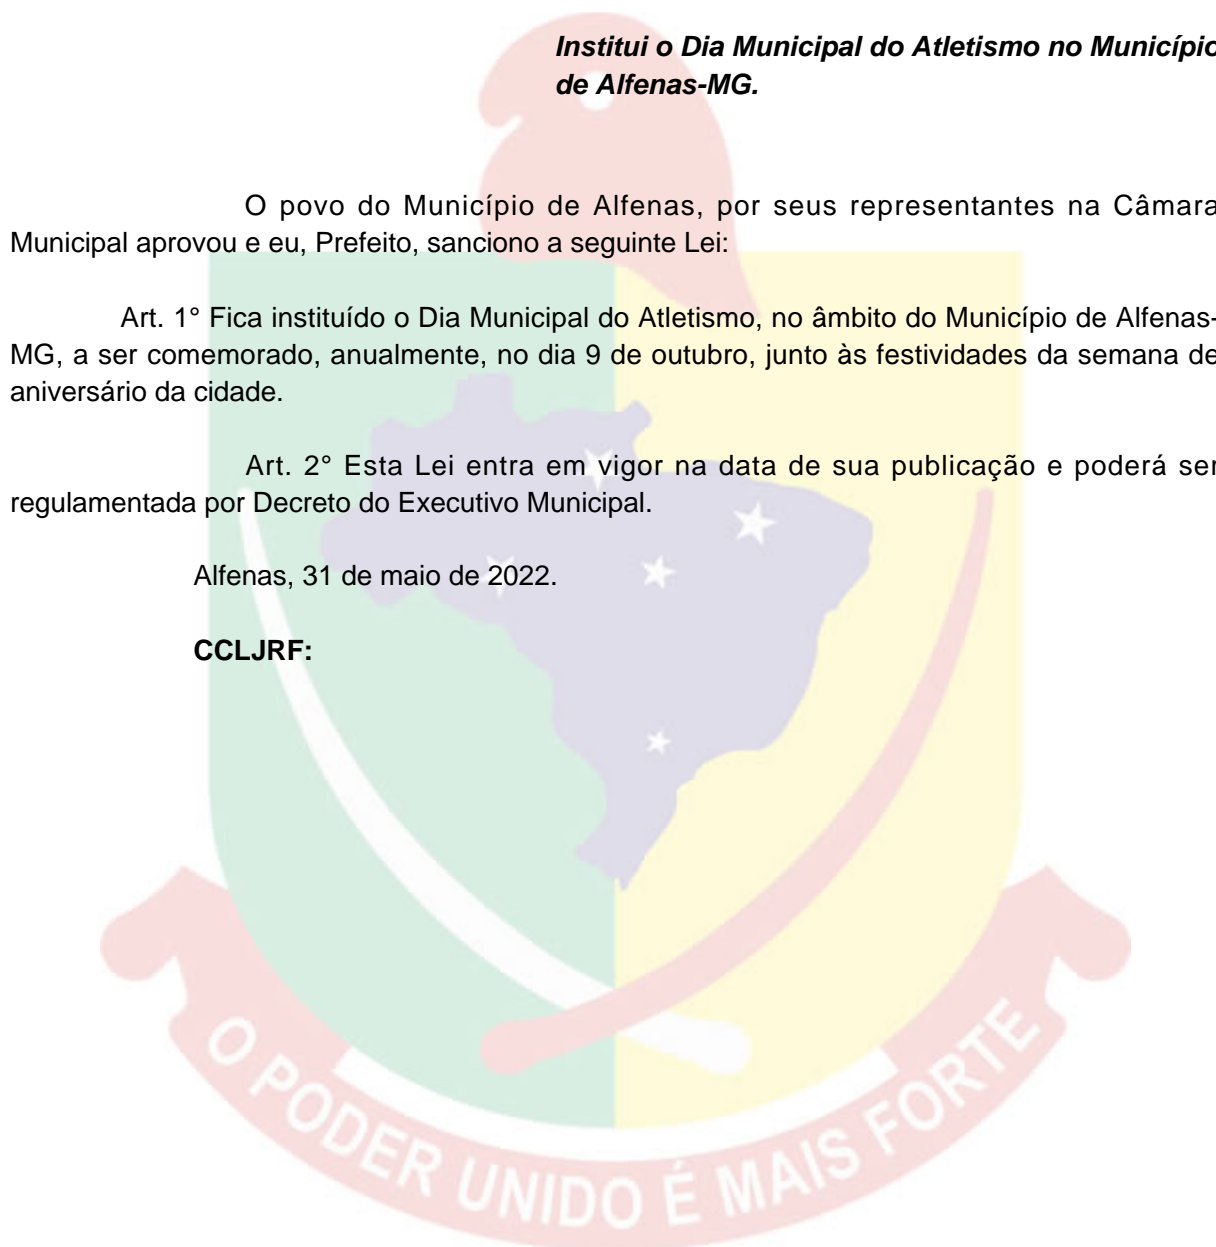 Institui o Dia Municipal do Atletismo no Município
de Alfenas-MG.
O povo do Município de Alfenas, por seus representantes na Câmara
Municipal aprovou e eu, Prefeito, sanciono a seguinte Lei:
Art. 1° Fica instituído o Dia Municipal do Atletismo, no âmbito do Município de Alfenas-
MG, a ser comemorado, anualmente, no dia 9 de outubro, junto às festividades da semana de
aniversário da cidade.
Art. 2° Esta Lei entra em vigor na data de sua publicação e poderá ser
regulamentada por Decreto do Executivo Municipal.
Alfenas, 31 de maio de 2022.
CCLJRF:
O PODER UNIDO É MAIS FORTE